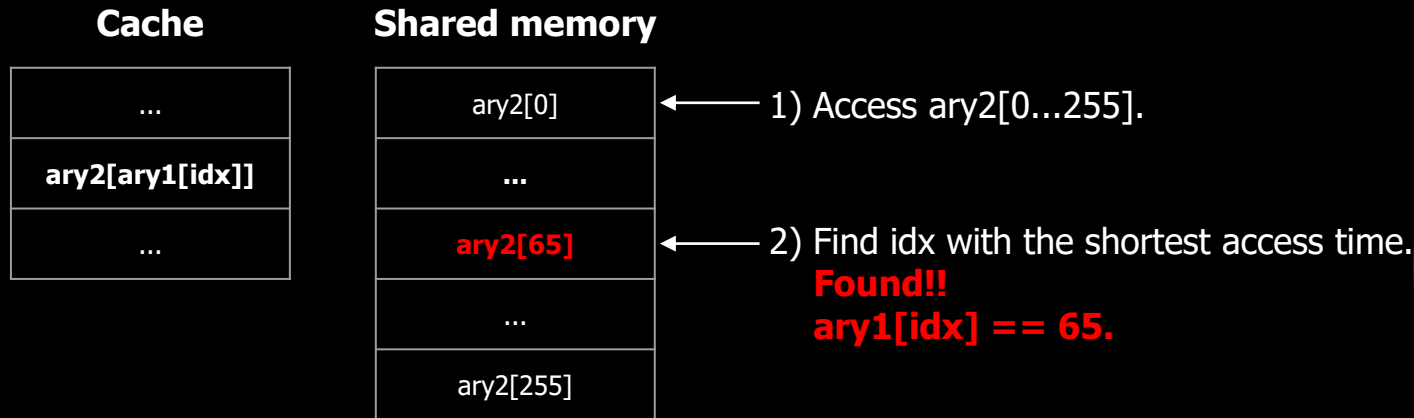 Cache
Shared memory
...
ary2[ary1[idx]]
...
ary2[0]
...
ary2[65]
...
ary2[255]
1) Access ary2[0...255].
2) Find idx with the shortest access time.
Found!!
ary1[idx] == 65.